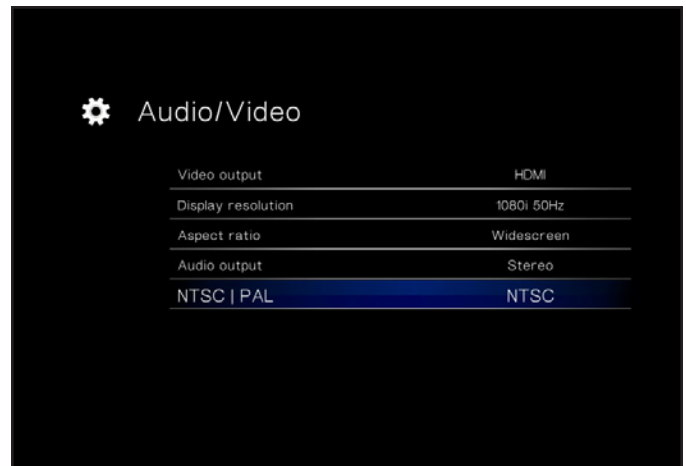 Audio/Video
Video output HDMI
Display resolution 1080i 50Hz
Aspect ratio Widescreen
Audio output Stereo
NTSC | PAL NTSC